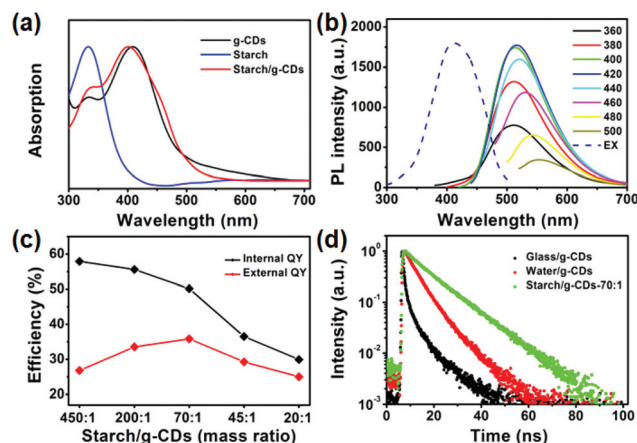 (a)
g-CDs
Starch
Starch/g-CDs
Absorption
300 400 500 600 700
Wavelength (nm)
(b)
360
380
400
420
440
460
480
500
EX
PL intensity (a.u.)
2000
1500
1000
500
0
300 400 500 600 700
Wavelength (nm)
(c)
Internal QY
External QY
Efficiency (%)
60
50
40
30
20
450:1 200:1 70:1 45:1 20:1
Starch/g-CDs (mass ratio)
(d)
Glass/g-CDs
Water/g-CDs
Starch/g-CDs-70:1
Intensity (a.u.)
10⁰
10⁻¹
10⁻²
10⁻³
0 20 40 60 80 100
Time (ns)